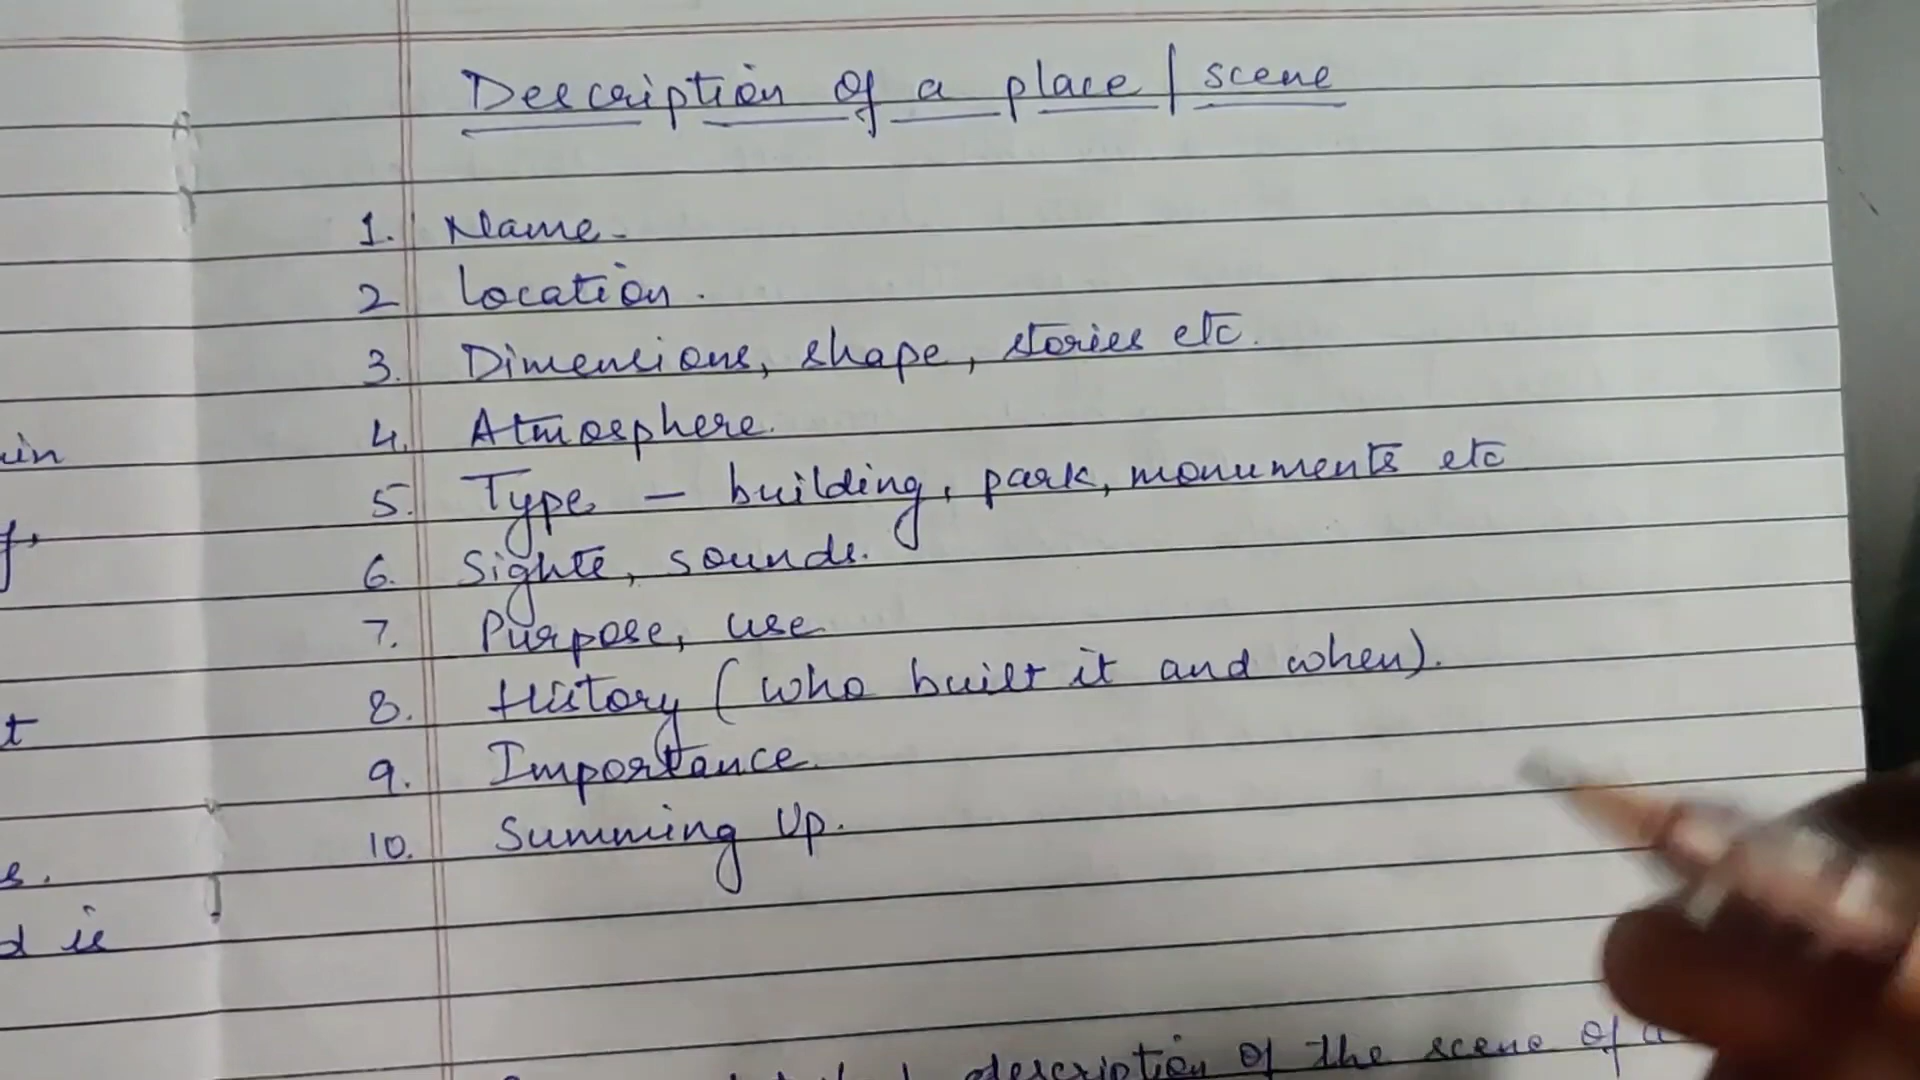 Description of a place / scene
1. Name.
2 Location.
3. Dimensions, shape, stories etc.
4. Atmosphere.
5. Type - building, park, monuments etc
6. Sights, sounds.
7. Purpose, use
8. History (who built it and when).
9. Importance.
10. Summing Up.
description of the scene of a
in
t
s.
d is